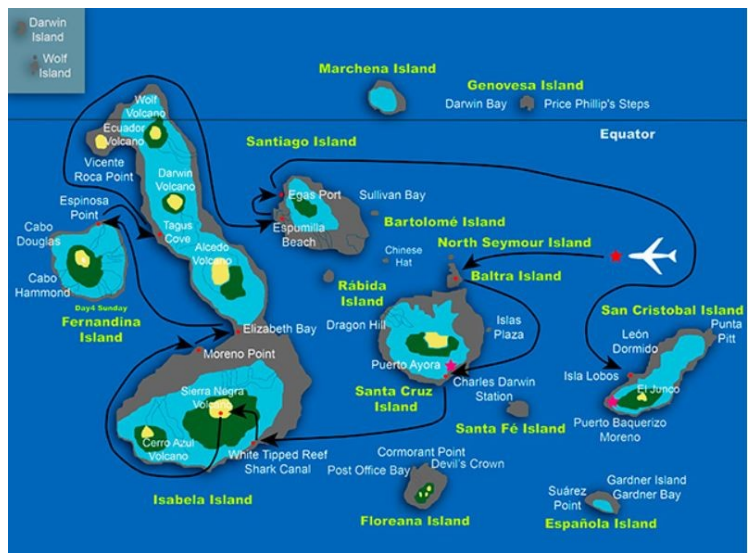 Darwin
Island
Wolf
Island
Marchena Island
Genovesa Island
Darwin Bay
Price Phillip's Steps
Equator
Wolf
Volcano
Ecuador
Volcano
Vicente
Roca Point
Santiago Island
Darwin
Volcano
Egas Port
Sullivan Bay
Espinosa
Point
Tagus
Cove
Espumilla
Beach
Bartolomé Island
Cabo
Douglas
Alcedo
Volcano
Chinese
Hat
North Seymour Island
Baltra Island
Cabo
Hammond
Rábida
Island
Day4 Sunday
Fernandina
Island
Elizabeth Bay
Dragon Hill
Islas
Plaza
San Cristobal Island
Punta
Pitt
León
Dormido
Moreno Point
Puerto Ayora
Isla Lobos
El Junco
Sierra Negra
Volcano
Santa Cruz
Island
Charles Darwin
Station
Santa Fé Island
Puerto Baquerizo
Moreno
Cerro Azul
Volcano
White Tipped Reef
Shark Canal
Cormorant Point
Devil's Crown
Post Office Bay
Isabela Island
Floreana Island
Suárez
Point
Gardner Island
Gardner Bay
Española Island